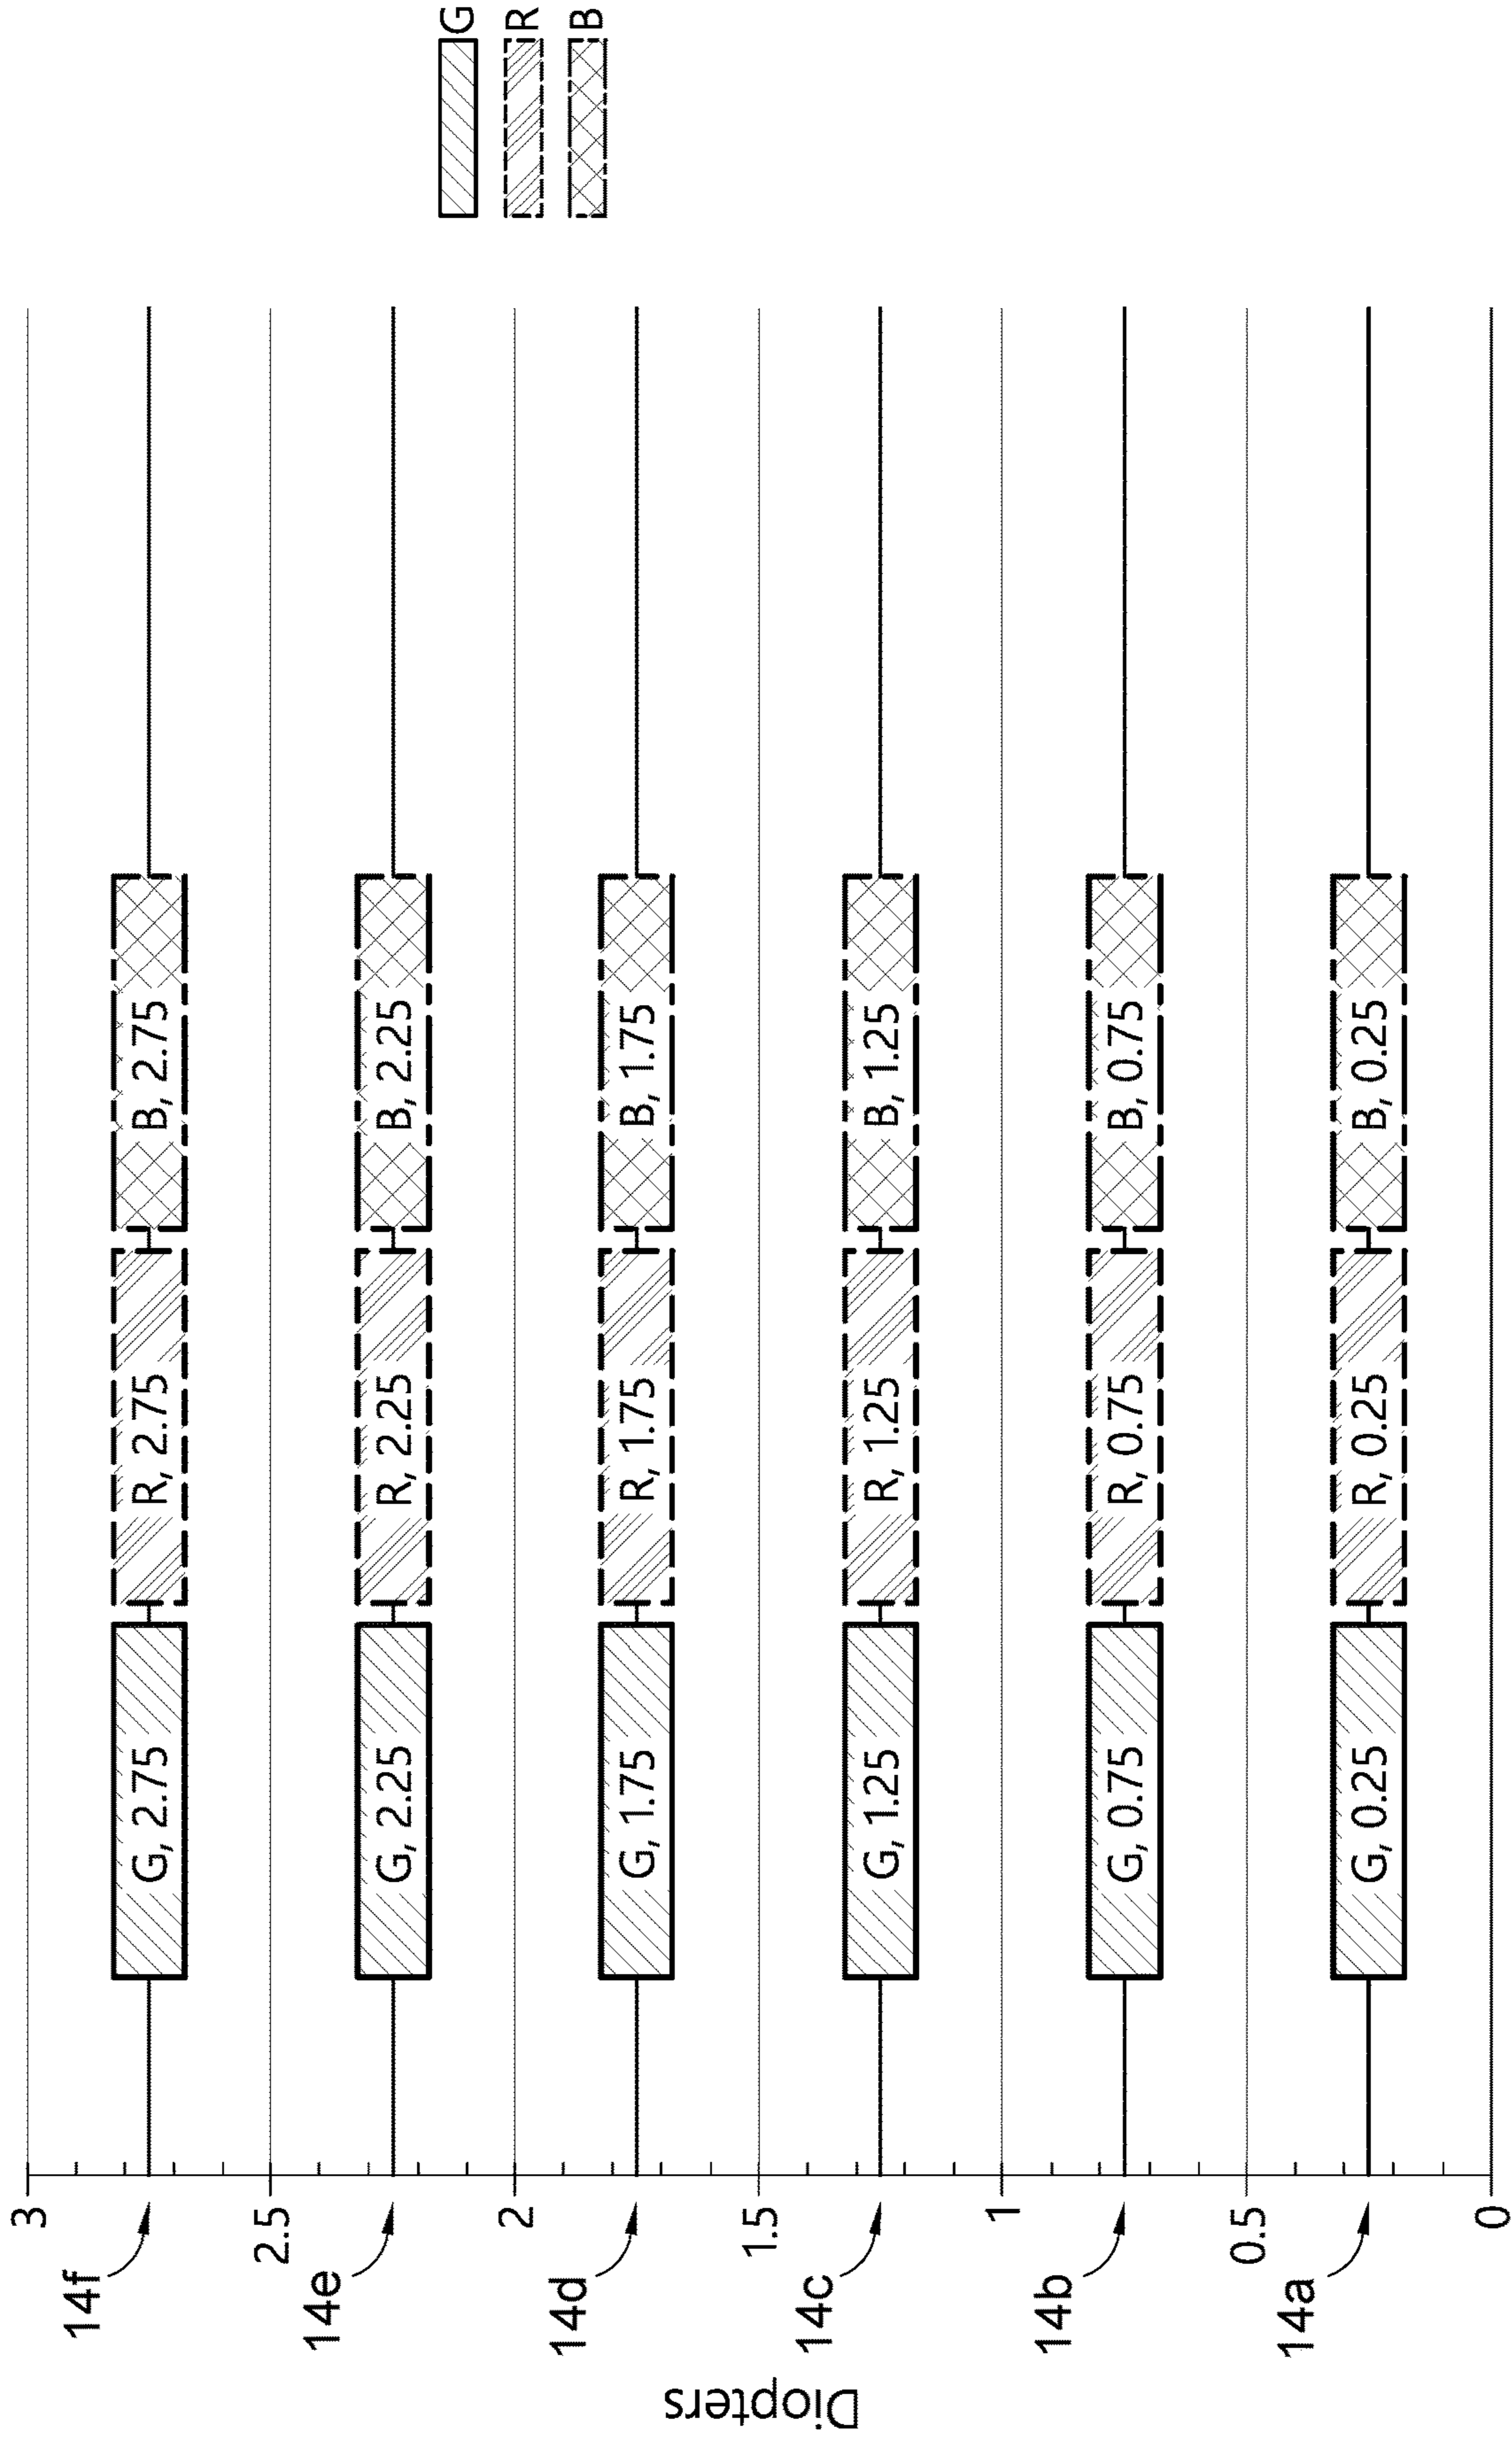 Diopters
3
14f
G, 2.75
R, 2.75
B, 2.75
2.5
14e
G, 2.25
R, 2.25
B, 2.25
2
14d
G, 1.75
R, 1.75
B, 1.75
1.5
14c
G, 1.25
R, 1.25
B, 1.25
1
14b
G, 0.75
R, 0.75
B, 0.75
0.5
14a
G, 0.25
R, 0.25
B, 0.25
0
G
R
B